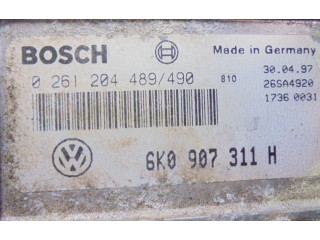 BOSCH
Made in Germany
0 261 204 489/490
810
30.04.97
26SA4920
1736 0031
6K0 907 311 H